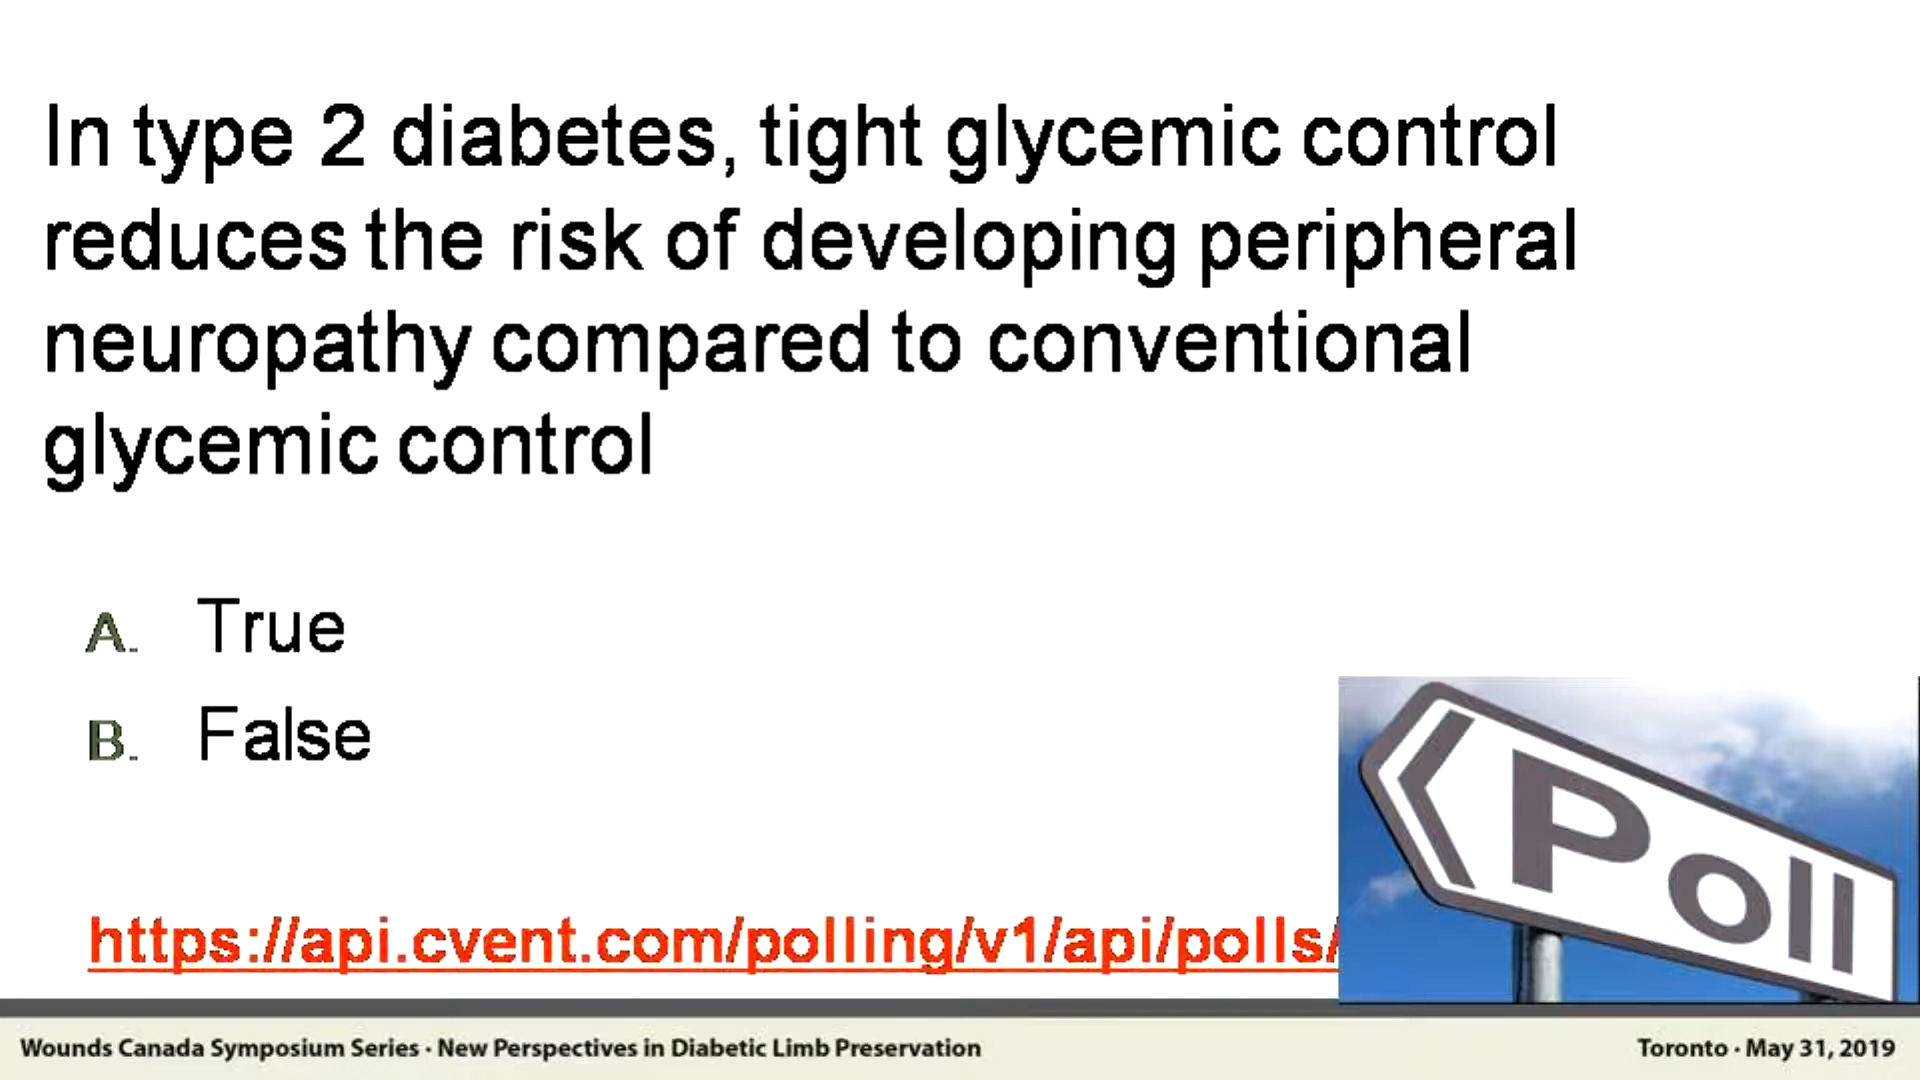 In type 2 diabetes, tight glycemic control
reduces the risk of developing peripheral
neuropathy compared to conventional
glycemic control
A. True
B. False
https://api.cvent.com/polling/v1/api/polls/
Poll
Wounds Canada Symposium Series · New Perspectives in Diabetic Limb Preservation
Toronto · May 31, 2019